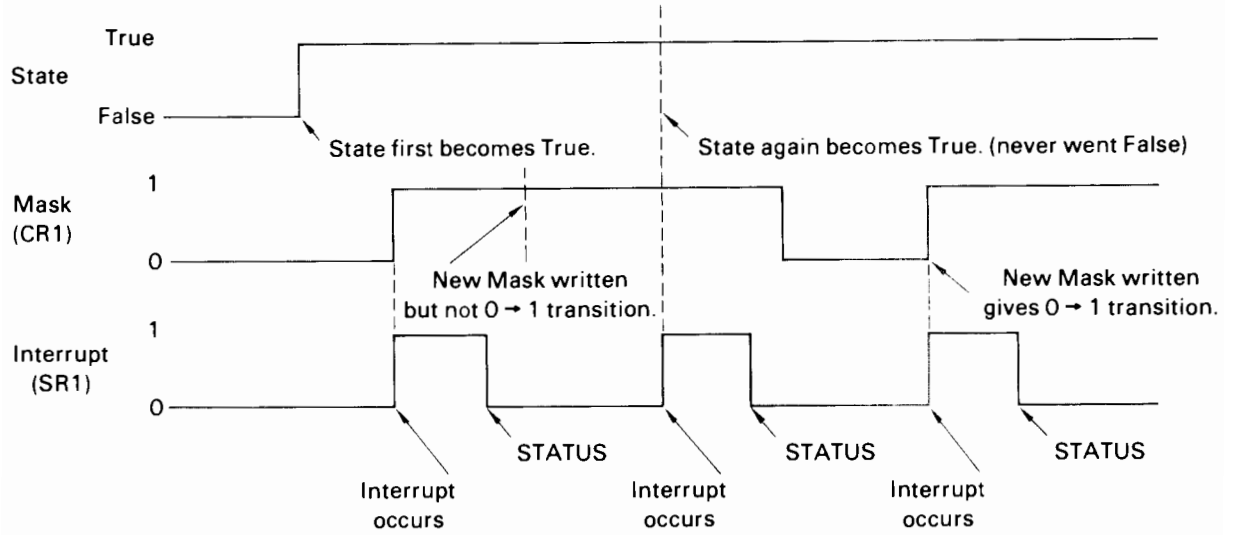 True
State
False
State first becomes True.
State again becomes True. (never went False)
1
Mask
(CR1)
0
New Mask written
but not 0 → 1 transition.
New Mask written
gives 0 → 1 transition.
1
Interrupt
(SR1)
0
STATUS
STATUS
STATUS
Interrupt
occurs
Interrupt
occurs
Interrupt
occurs